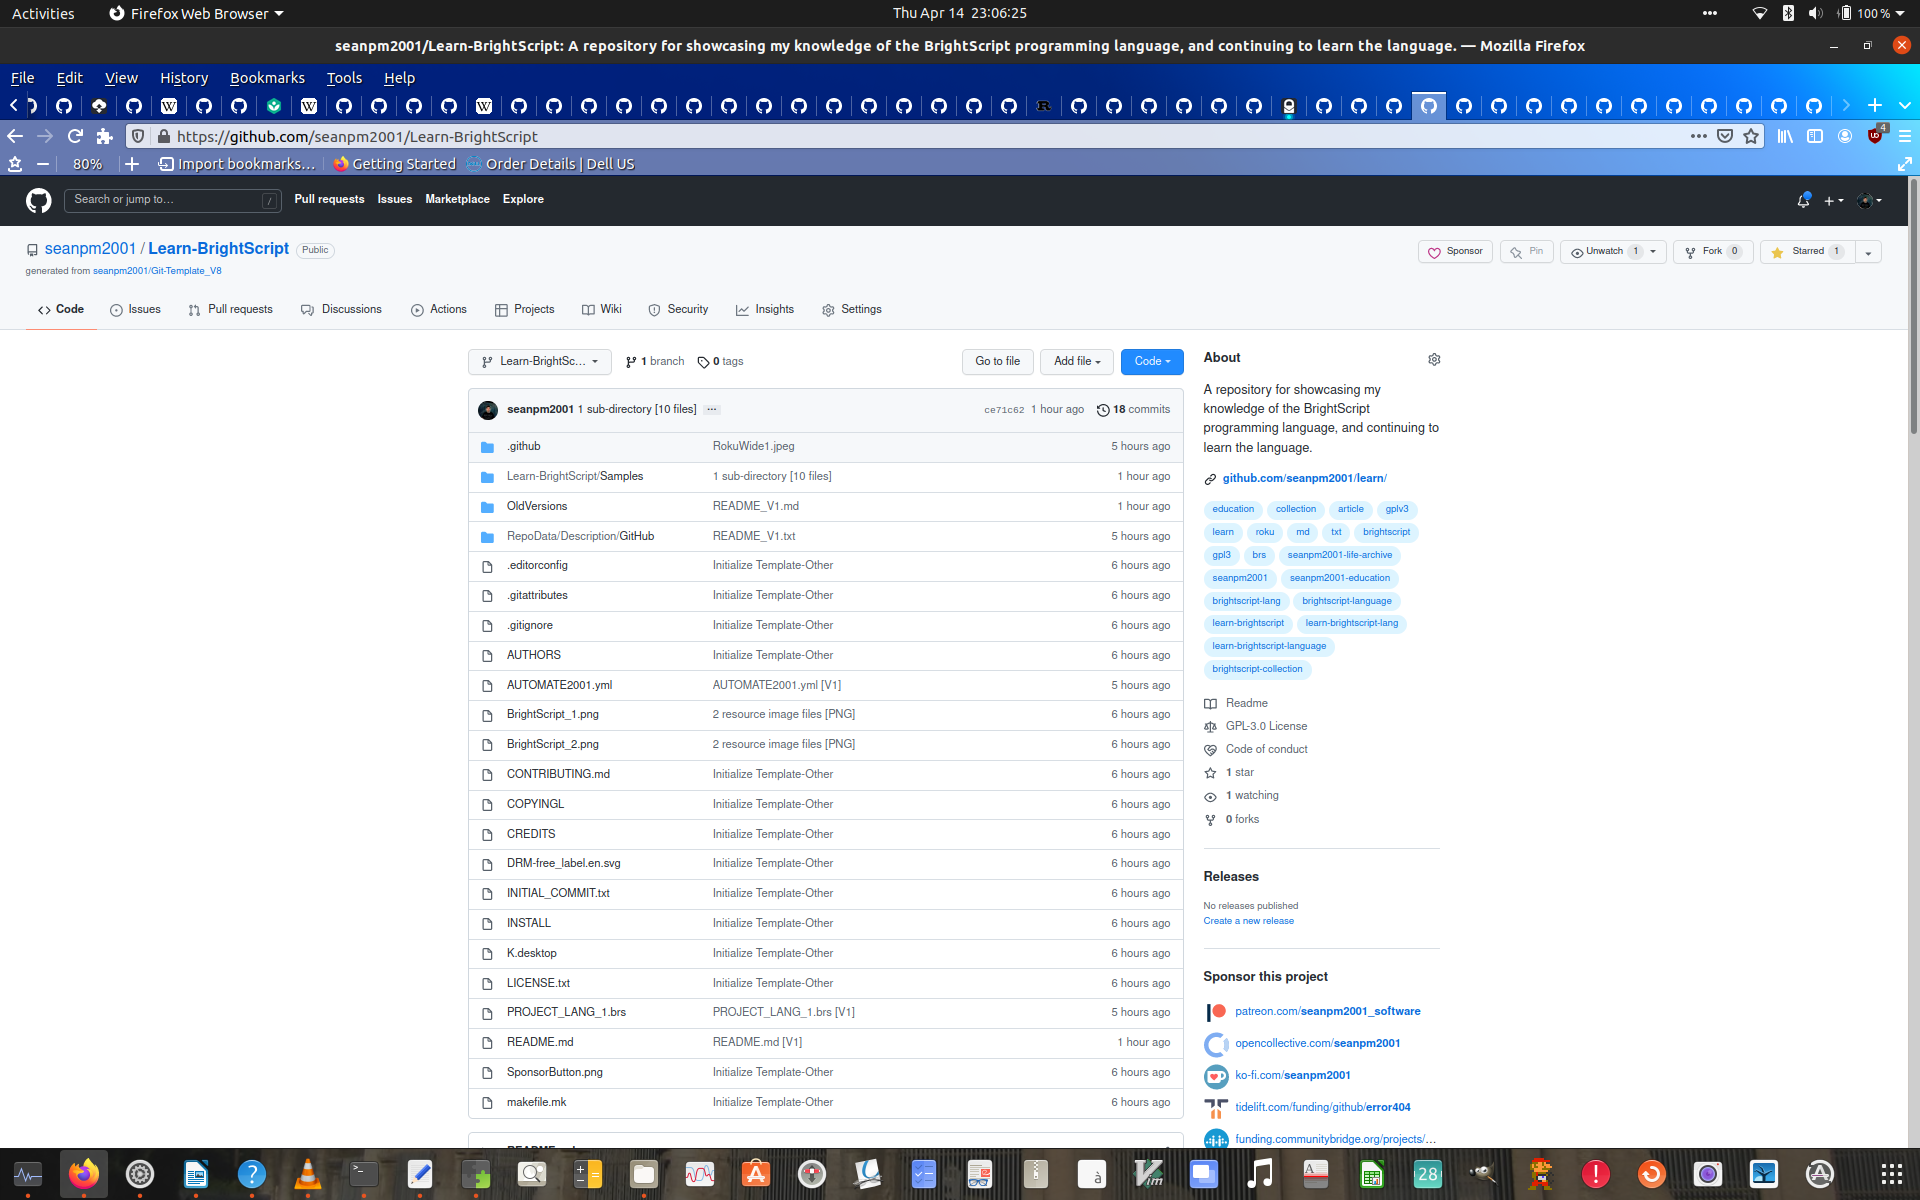 Activities
Firefox Web Browser
Thu Apr 14 23:06:25
100 %
seanpm2001/Learn-BrightScript: A repository for showcasing my knowledge of the BrightScript programming language, and continuing to learn the language. — Mozilla Firefox
File Edit View History Bookmarks Tools Help
https://github.com/seanpm2001/Learn-BrightScript
4
80%
Import bookmarks...
Getting Started
Order Details | Dell US
Search or jump to...
/
Pull requests Issues Marketplace Explore
seanpm2001 / Learn-BrightScript Public
Sponsor
Pin
Unwatch 1
Fork 0
Starred 1
generated from seanpm2001/Git-Template_V8
Code Issues Pull requests Discussions Actions Projects Wiki Security Insights Settings
Learn-BrightSc...
1 branch
0 tags
Go to file
Add file
Code
seanpm2001 1 sub-directory [10 files] ... ce71c62 1 hour ago 18 commits
.github RokuWide1.jpeg 5 hours ago
Learn-BrightScript/Samples 1 sub-directory [10 files] 1 hour ago
OldVersions README_V1.md 1 hour ago
RepoData/Description/GitHub README_V1.txt 5 hours ago
.editorconfig Initialize Template-Other 6 hours ago
.gitattributes Initialize Template-Other 6 hours ago
.gitignore Initialize Template-Other 6 hours ago
AUTHORS Initialize Template-Other 6 hours ago
AUTOMATE2001.yml AUTOMATE2001.yml [V1] 5 hours ago
BrightScript_1.png 2 resource image files [PNG] 6 hours ago
BrightScript_2.png 2 resource image files [PNG] 6 hours ago
CONTRIBUTING.md Initialize Template-Other 6 hours ago
COPYINGL Initialize Template-Other 6 hours ago
CREDITS Initialize Template-Other 6 hours ago
DRM-free_label.en.svg Initialize Template-Other 6 hours ago
INITIAL_COMMIT.txt Initialize Template-Other 6 hours ago
INSTALL Initialize Template-Other 6 hours ago
K.desktop Initialize Template-Other 6 hours ago
LICENSE.txt Initialize Template-Other 6 hours ago
PROJECT_LANG_1.brs PROJECT_LANG_1.brs [V1] 5 hours ago
README.md README.md [V1] 1 hour ago
SponsorButton.png Initialize Template-Other 6 hours ago
makefile.mk Initialize Template-Other 6 hours ago
About
A repository for showcasing my
knowledge of the BrightScript
programming language, and continuing to
learn the language.
github.com/seanpm2001/learn/
education collection article gplv3
learn roku md txt brightscript
gpl3 brs seanpm2001-life-archive
seanpm2001 seanpm2001-education
brightscript-lang brightscript-language
learn-brightscript learn-brightscript-lang
learn-brightscript-language
brightscript-collection
Readme
GPL-3.0 License
Code of conduct
1 star
1 watching
0 forks
Releases
No releases published
Create a new release
Sponsor this project
patreon.com/seanpm2001_software
opencollective.com/seanpm2001
ko-fi.com/seanpm2001
tidelift.com/funding/github/error404
funding.communitybridge.org/projects/...
28